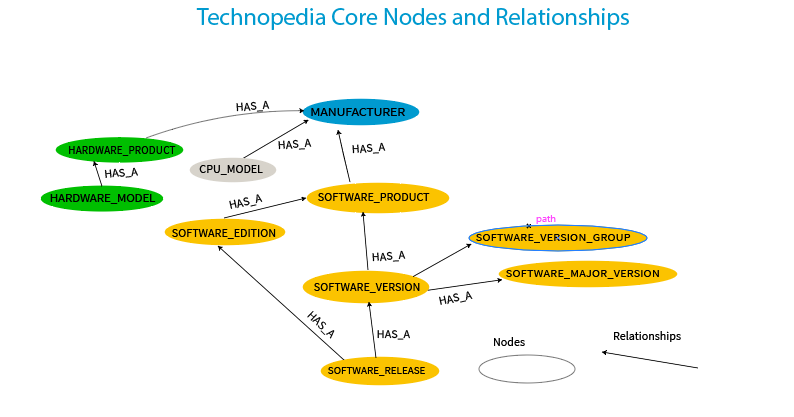 Technopedia Core Nodes and Relationships
HAS_A
MANUFACTURER
HARDWARE_PRODUCT
HAS_A
HAS_A
HAS_A
CPU_MODEL
HARDWARE_MODEL
HAS_A
SOFTWARE_PRODUCT
path
SOFTWARE_EDITION
SOFTWARE_VERSION_GROUP
HAS_A
SOFTWARE_MAJOR_VERSION
SOFTWARE_VERSION
HAS_A
HAS_A
HAS_A
Relationships
Nodes
SOFTWARE_RELEASE